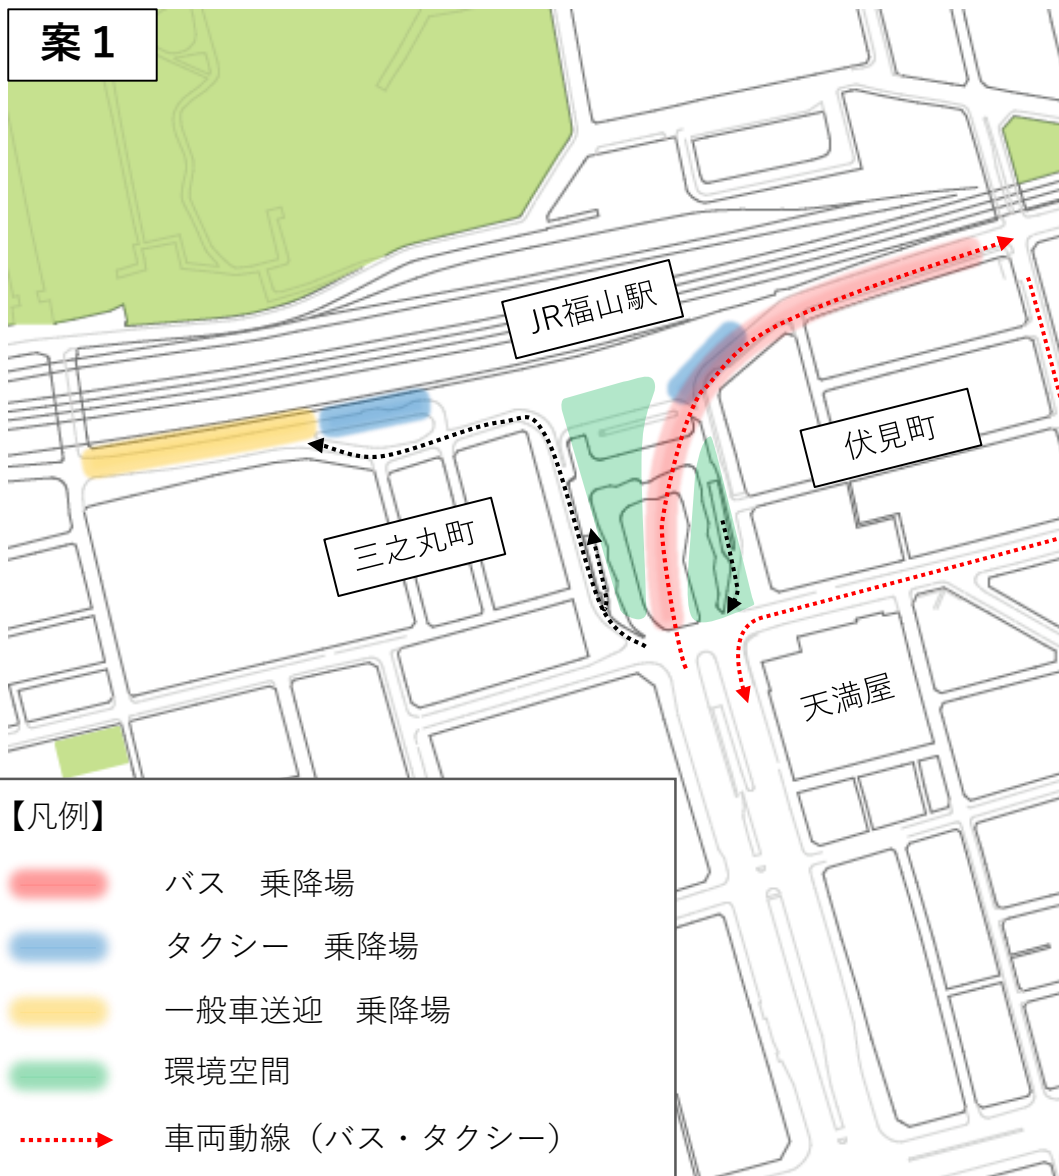 案１
JR福山駅
伏見町
三之丸町
天満屋
【凡例】
バス　乗降場
タクシー　乗降場
一般車送迎　乗降場
環境空間
車両動線（バス・タクシー）